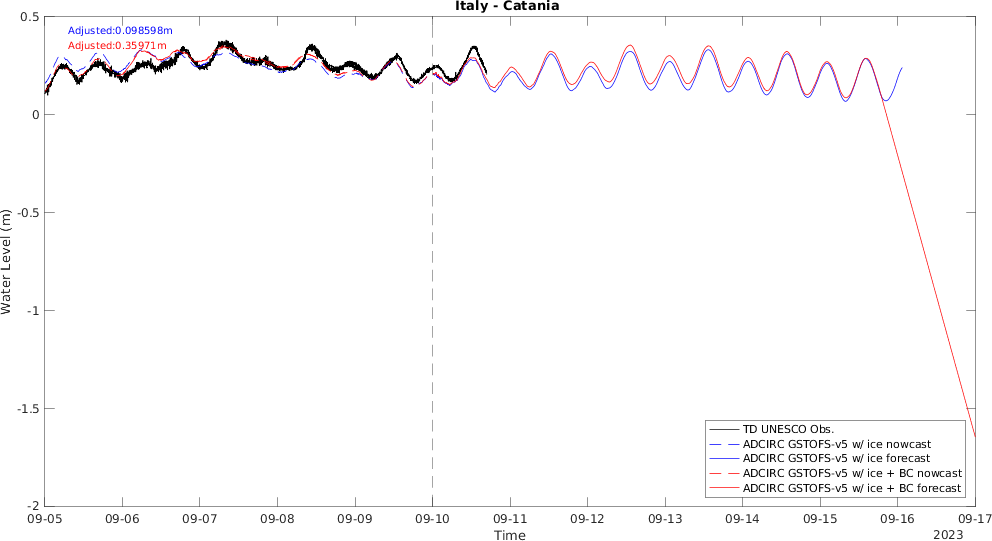 Italy - Catania
Adjusted:0.098598m
Adjusted:0.35971m
0.5
0
-0.5
-1
-1.5
-2
Water Level (m)
TD UNESCO Obs.
ADCIRC GSTOFS-v5 w/ ice nowcast
ADCIRC GSTOFS-v5 w/ ice forecast
ADCIRC GSTOFS-v5 w/ ice + BC nowcast
ADCIRC GSTOFS-v5 w/ ice + BC forecast
09-05 09-06 09-07 09-08 09-09 09-10 09-11 09-12 09-13 09-14 09-15 09-16 09-17
Time
2023